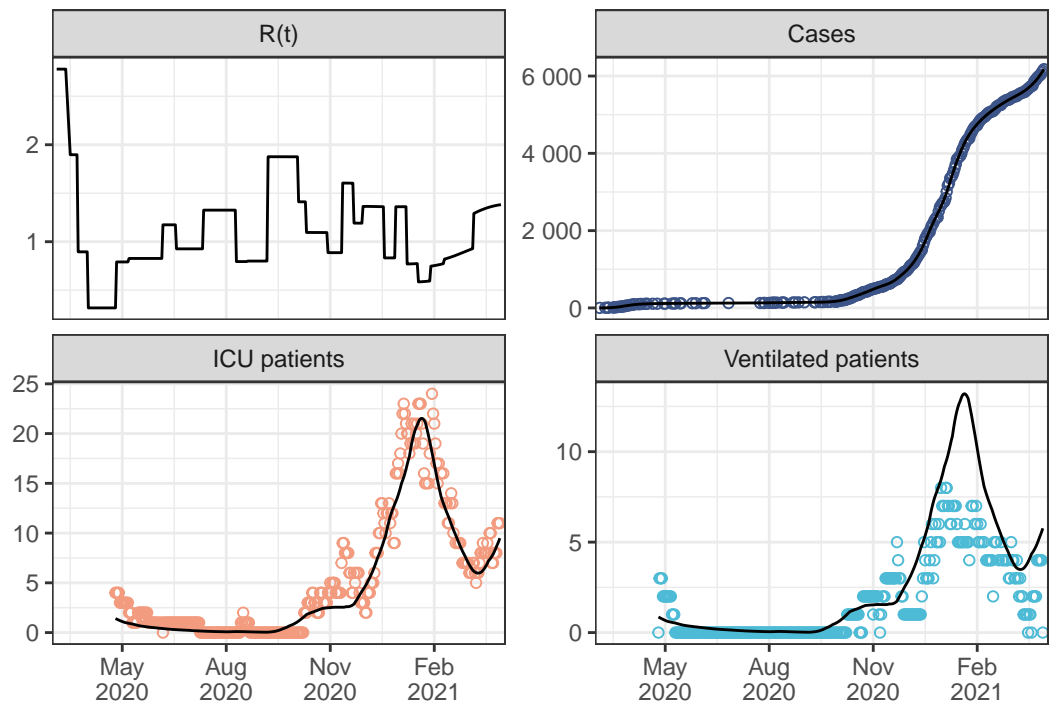 R(t)
Cases
2
1
6 000
4 000
2 000
0
ICU patients
Ventilated patients
25
20
15
10
5
0
10
5
0
May Aug Nov Feb
2020 2020 2020 2021
May Aug Nov Feb
2020 2020 2020 2021